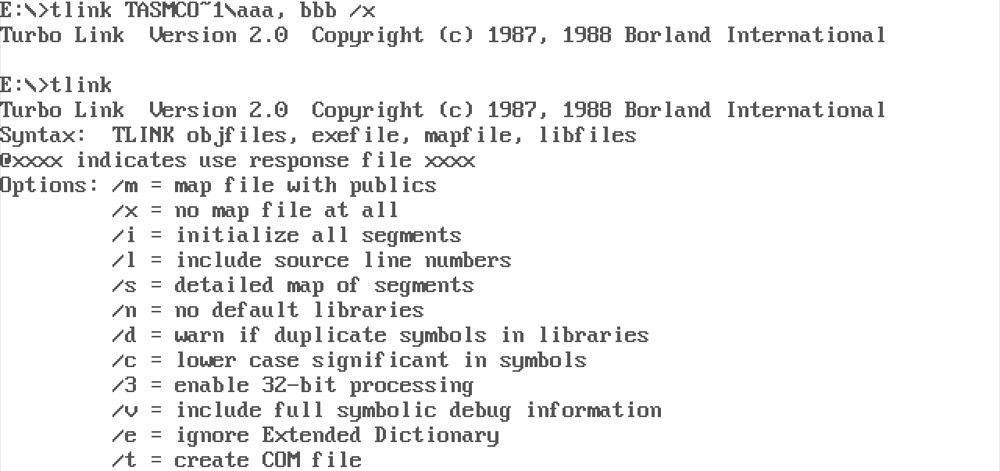 E:\>tlink TASMCO~1\aaa, bbb /x
Turbo Link  Version 2.0  Copyright (c) 1987, 1988 Borland International
E:\>tlink
Turbo Link  Version 2.0  Copyright (c) 1987, 1988 Borland International
Syntax:  TLINK objfiles, exefile, mapfile, libfiles
@xxxx indicates use response file xxxx
Options: /m = map file with publics
/x = no map file at all
/i = initialize all segments
/l = include source line numbers
/s = detailed map of segments
/n = no default libraries
/d = warn if duplicate symbols in libraries
/c = lower case significant in symbols
/3 = enable 32-bit processing
/v = include full symbolic debug information
/e = ignore Extended Dictionary
/t = create COM file